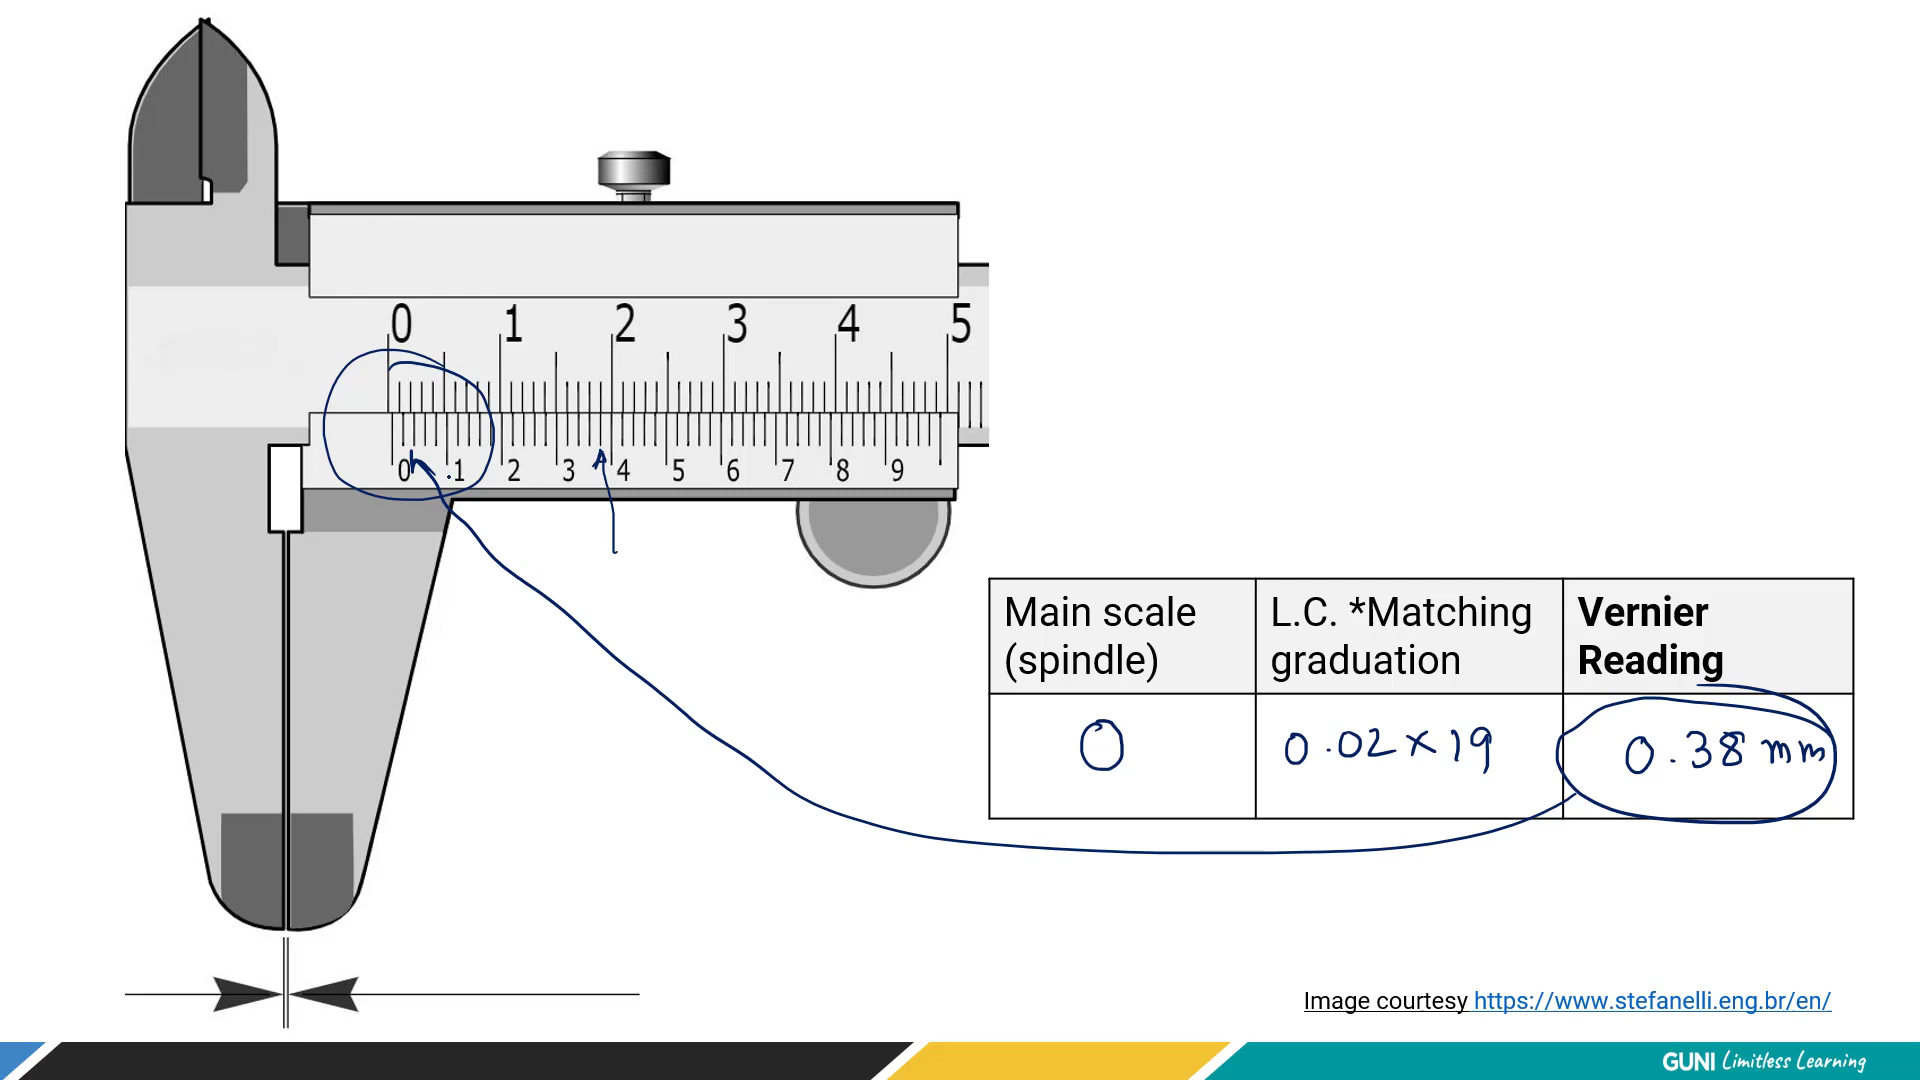 0 1 2 3 4 5
0 1 2 3 4 5 6 7 8 9
Main scale (spindle)
L.C. *Matching graduation
Vernier Reading
0
0.02×19
0.38 mm
Image courtesy https://www.stefanelli.eng.br/en/
GUNI Limitless Learning